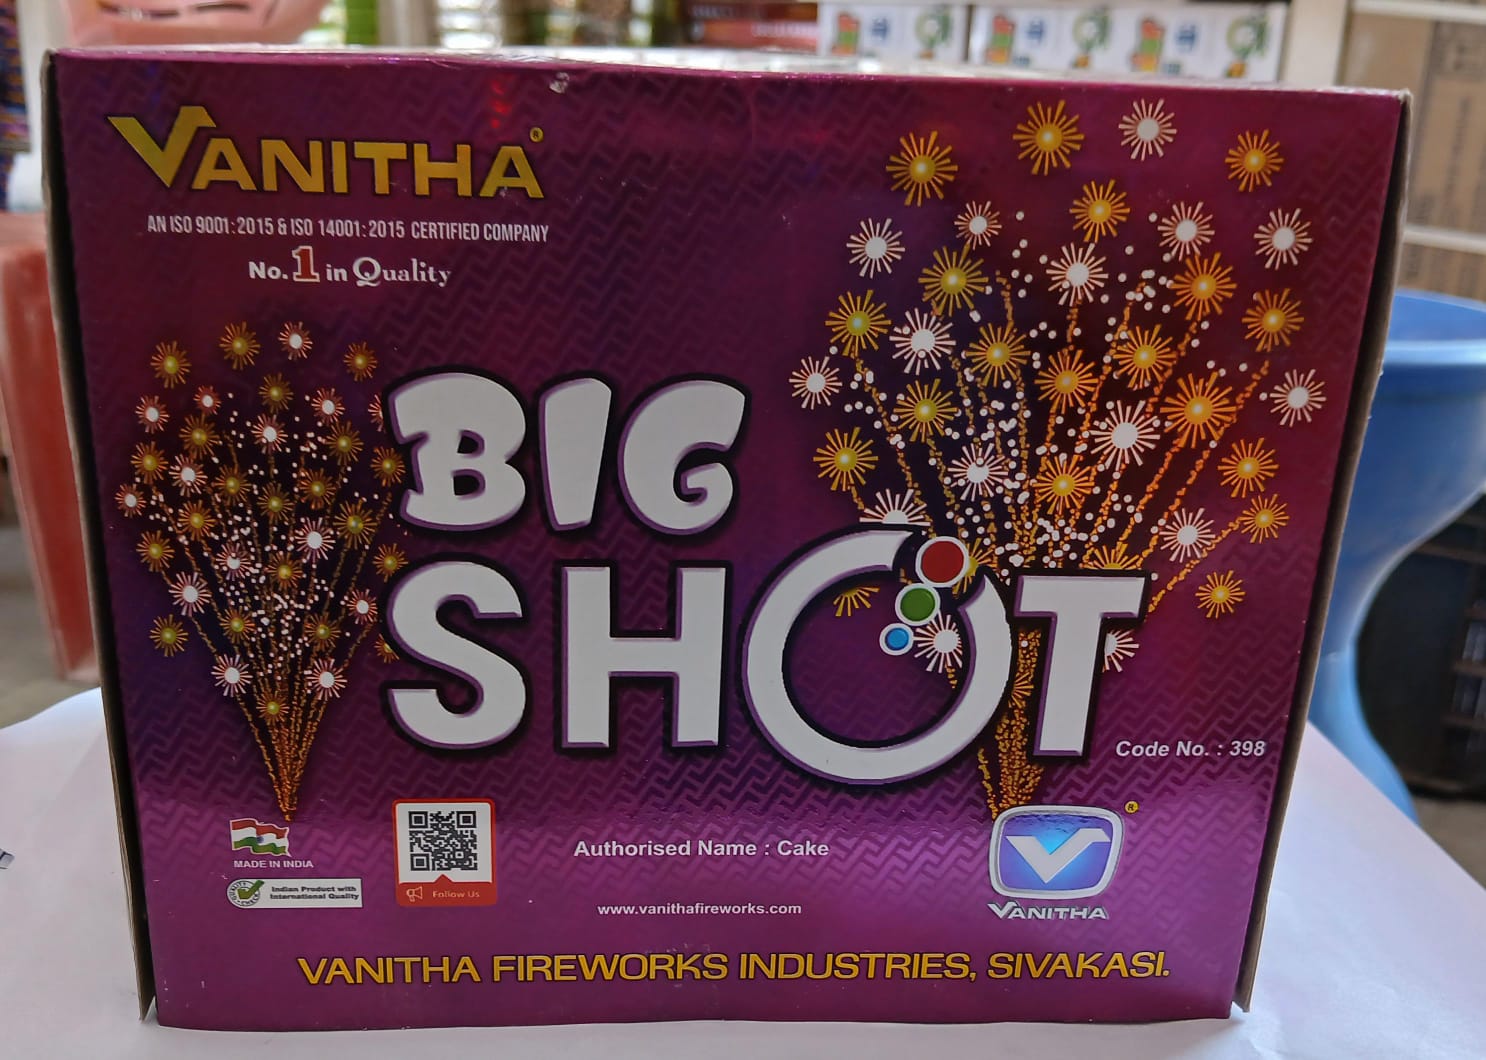 VANITHA®
AN ISO 9001:2015 & ISO 14001:2015 CERTIFIED COMPANY
No.1 in Quality
BIG
SHOT
Code No. : 398
MADE IN INDIA
Indian Product with
International Quality
Follow Us
Authorised Name : Cake
www.vanithafireworks.com
®
VANITHA
VANITHA FIREWORKS INDUSTRIES, SIVAKASI.